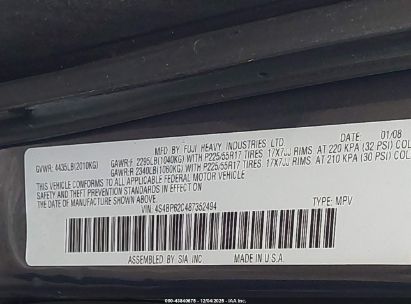 MFD. BY FUJI HEAVY INDUSTRIES LTD. DATE: 01/08
GVWR: 4435LB(2010KG) GAWR:F 2295LB(1040KG) WITH P225/55R17 TIRES, 17X7JJ RIMS, AT 220 KPA (32 PSI) COLD
GAWR:R 2340LB(1060KG) WITH P225/55R17 TIRES, 17X7JJ RIMS, AT 210 KPA (30 PSI) COLD
THIS VEHICLE CONFORMS TO ALL APPLICABLE FEDERAL MOTOR VEHICLE
SAFETY AND THEFT PREVENTION STANDARDS IN EFFECT ON
THE DATE OF MANUFACTURE SHOWN ABOVE.
VIN: 4S4BP62C487352494 TYPE: MPV
ASSEMBLED BY SIA INC. MADE IN U.S.A.
12/04/2025